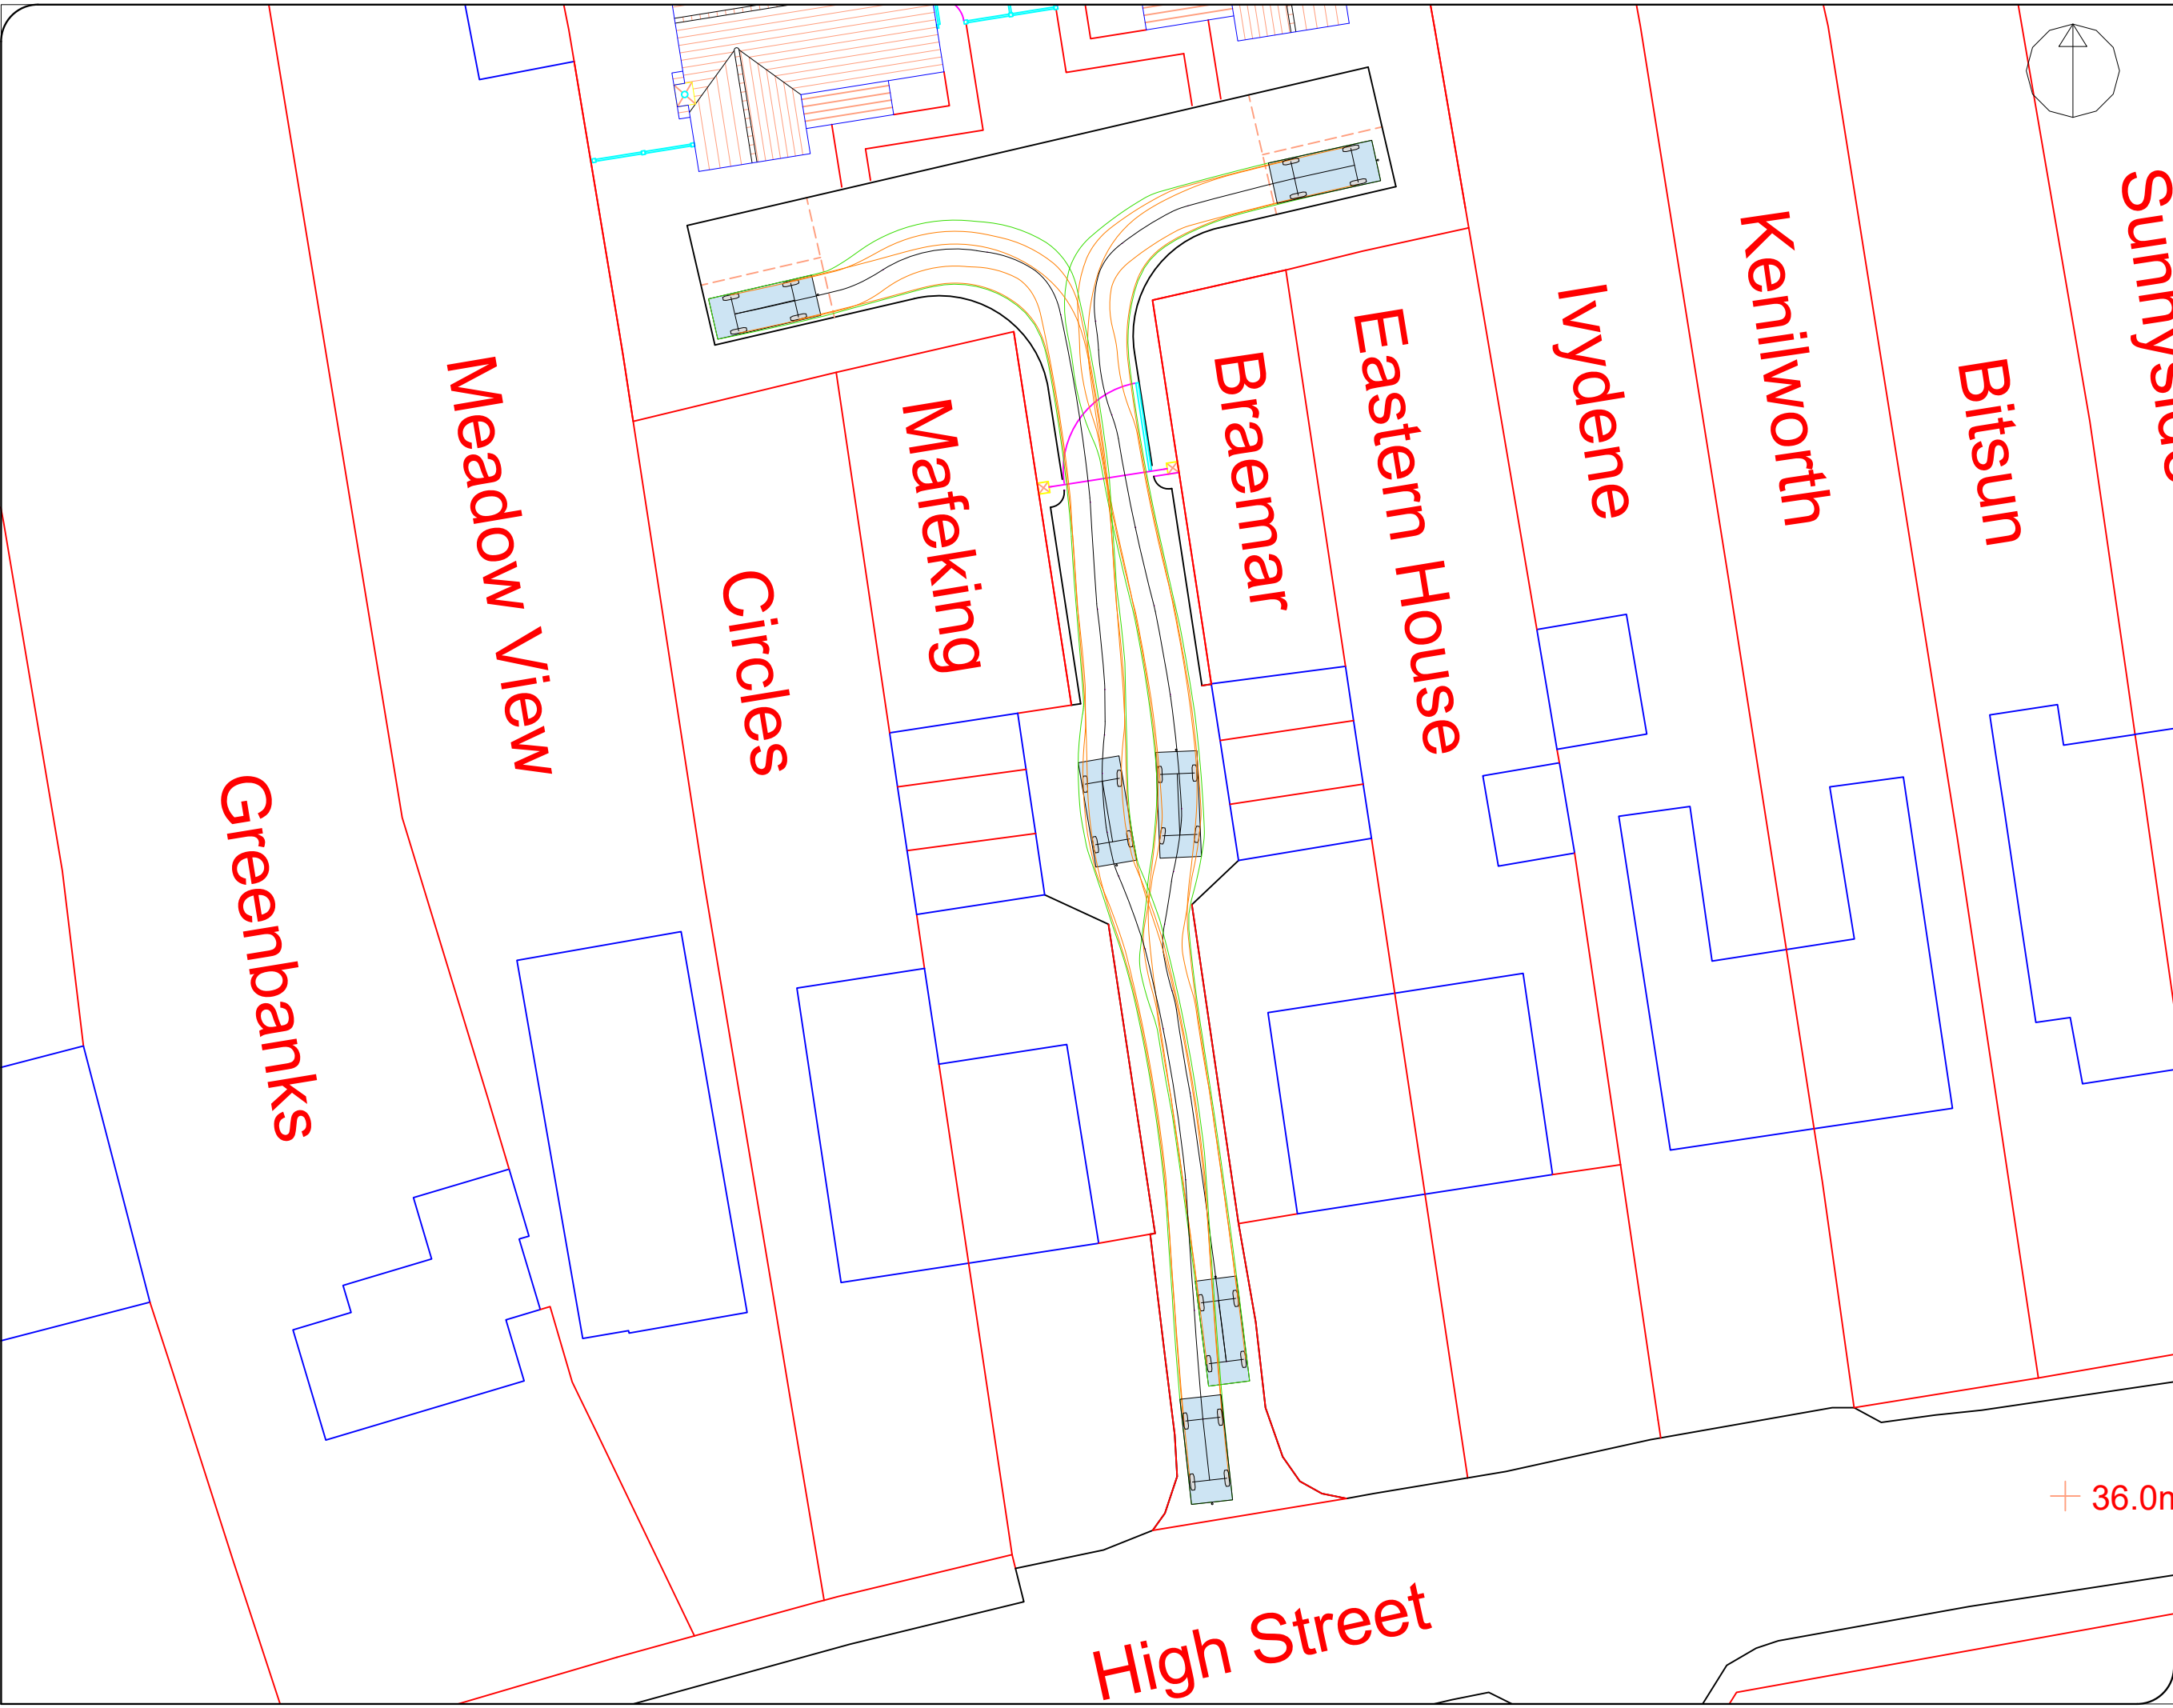 Greenbanks
Meadow View
Circles
Mafeking
Braemar
Eastern House
Ivydene
Kenilworth
Bitsun
High Street